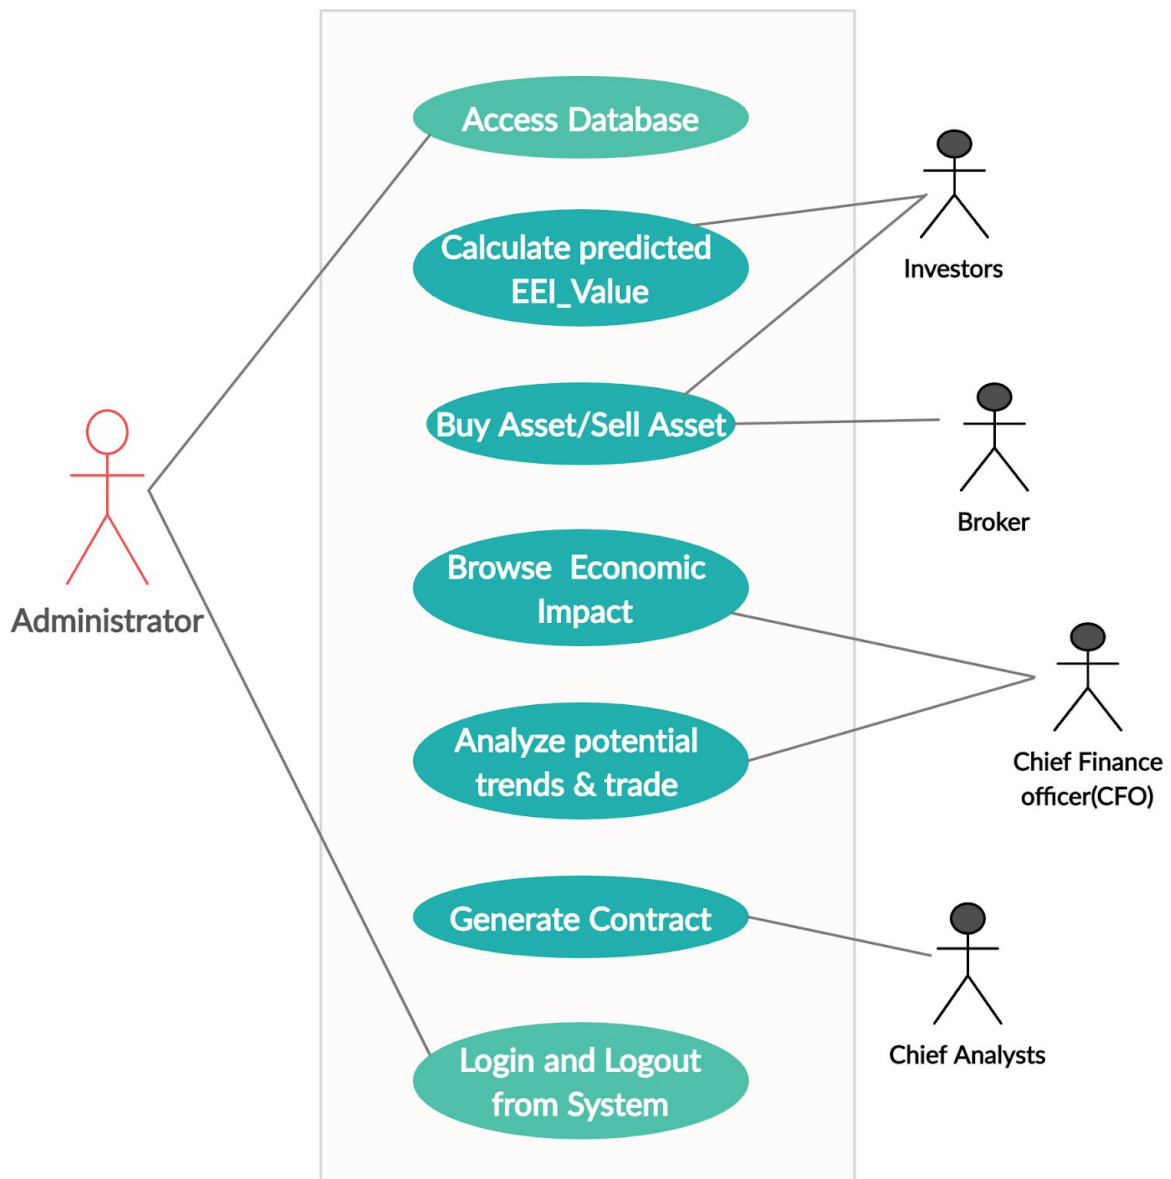 Access Database
Calculate predicted
EEI_Value
Investors
Buy Asset/Sell Asset
Broker
Browse Economic
Impact
Administrator
Analyze potential
trends & trade
Chief Finance
officer(CFO)
Generate Contract
Chief Analysts
Login and Logout
from System